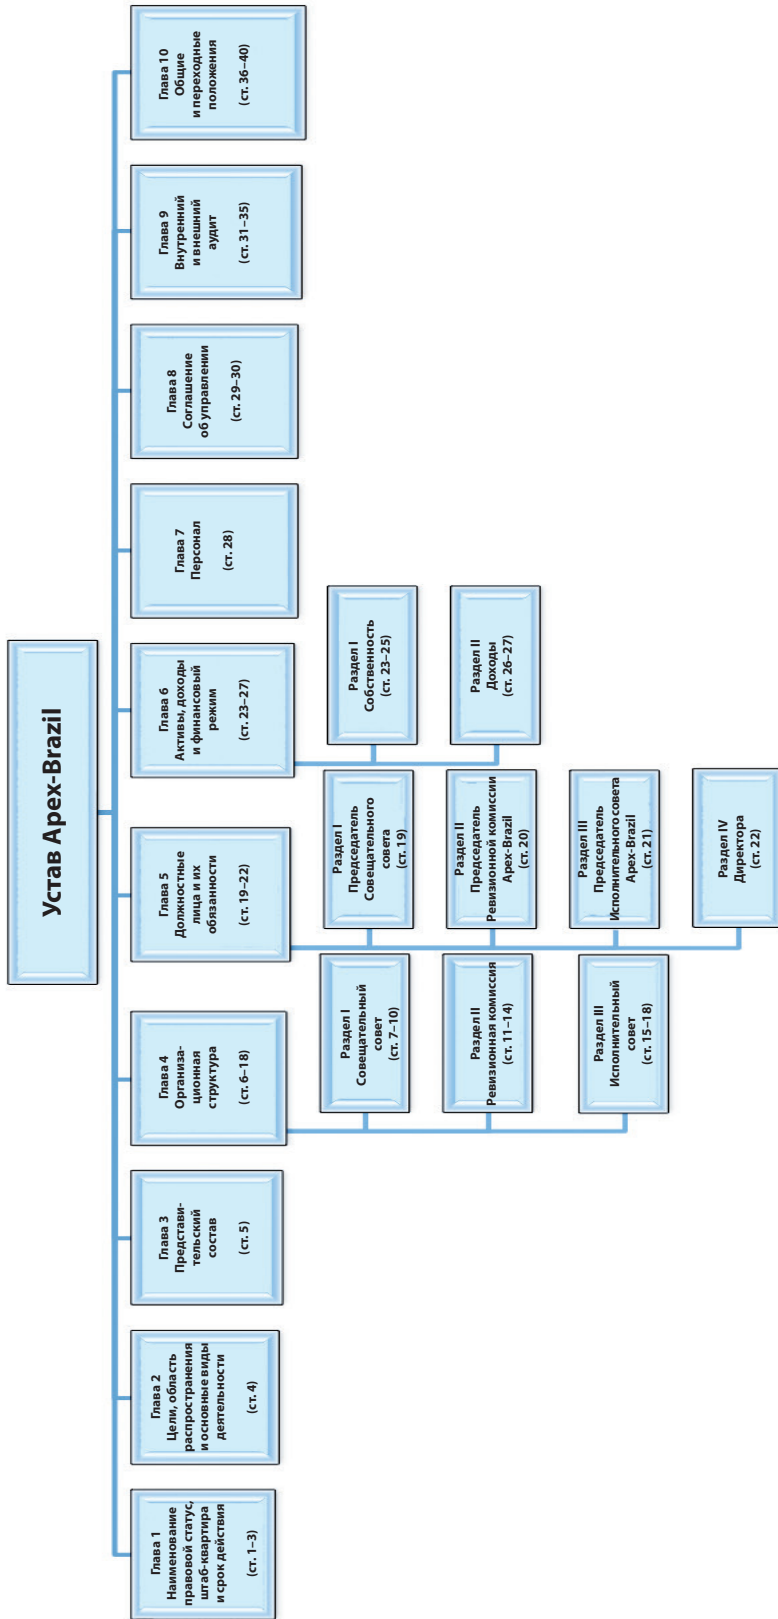 Устав Apex-Brazil
Глава 1
Наименование
правовой статус,
штаб-квартира
и срок действия
(ст. 1–3)
Глава 2
Цели, область
распространения
и основные виды
деятельности
(ст. 4)
Глава 3
Представи-
тельский
состав
(ст. 5)
Глава 4
Организа-
ционная
структура
(ст. 6–18)
Раздел I
Совещательный
совет
(ст. 7–10)
Раздел II
Ревизионная комиссия
(ст. 11–14)
Раздел III
Исполнительный
совет
(ст. 15–18)
Глава 5
Должностные
лица и их
обязанности
(ст. 19–22)
Раздел I
Председатель
Совещательного
совета
(ст. 19)
Раздел II
Председатель
Ревизионной комиссии
Apex-Brazil
(ст. 20)
Раздел III
Председатель
Исполнительного совета
Apex-Brazil
(ст. 21)
Раздел IV
Директора
(ст. 22)
Глава 6
Активы, доходы
и финансовый
режим
(ст. 23–27)
Раздел I
Собственность
(ст. 23–25)
Раздел II
Доходы
(ст. 26–27)
Глава 7
Персонал
(ст. 28)
Глава 8
Соглашение
об управлении
(ст. 29–30)
Глава 9
Внутренний
и внешний
аудит
(ст. 31–35)
Глава 10
Общие
и переходные
положения
(ст. 36–40)